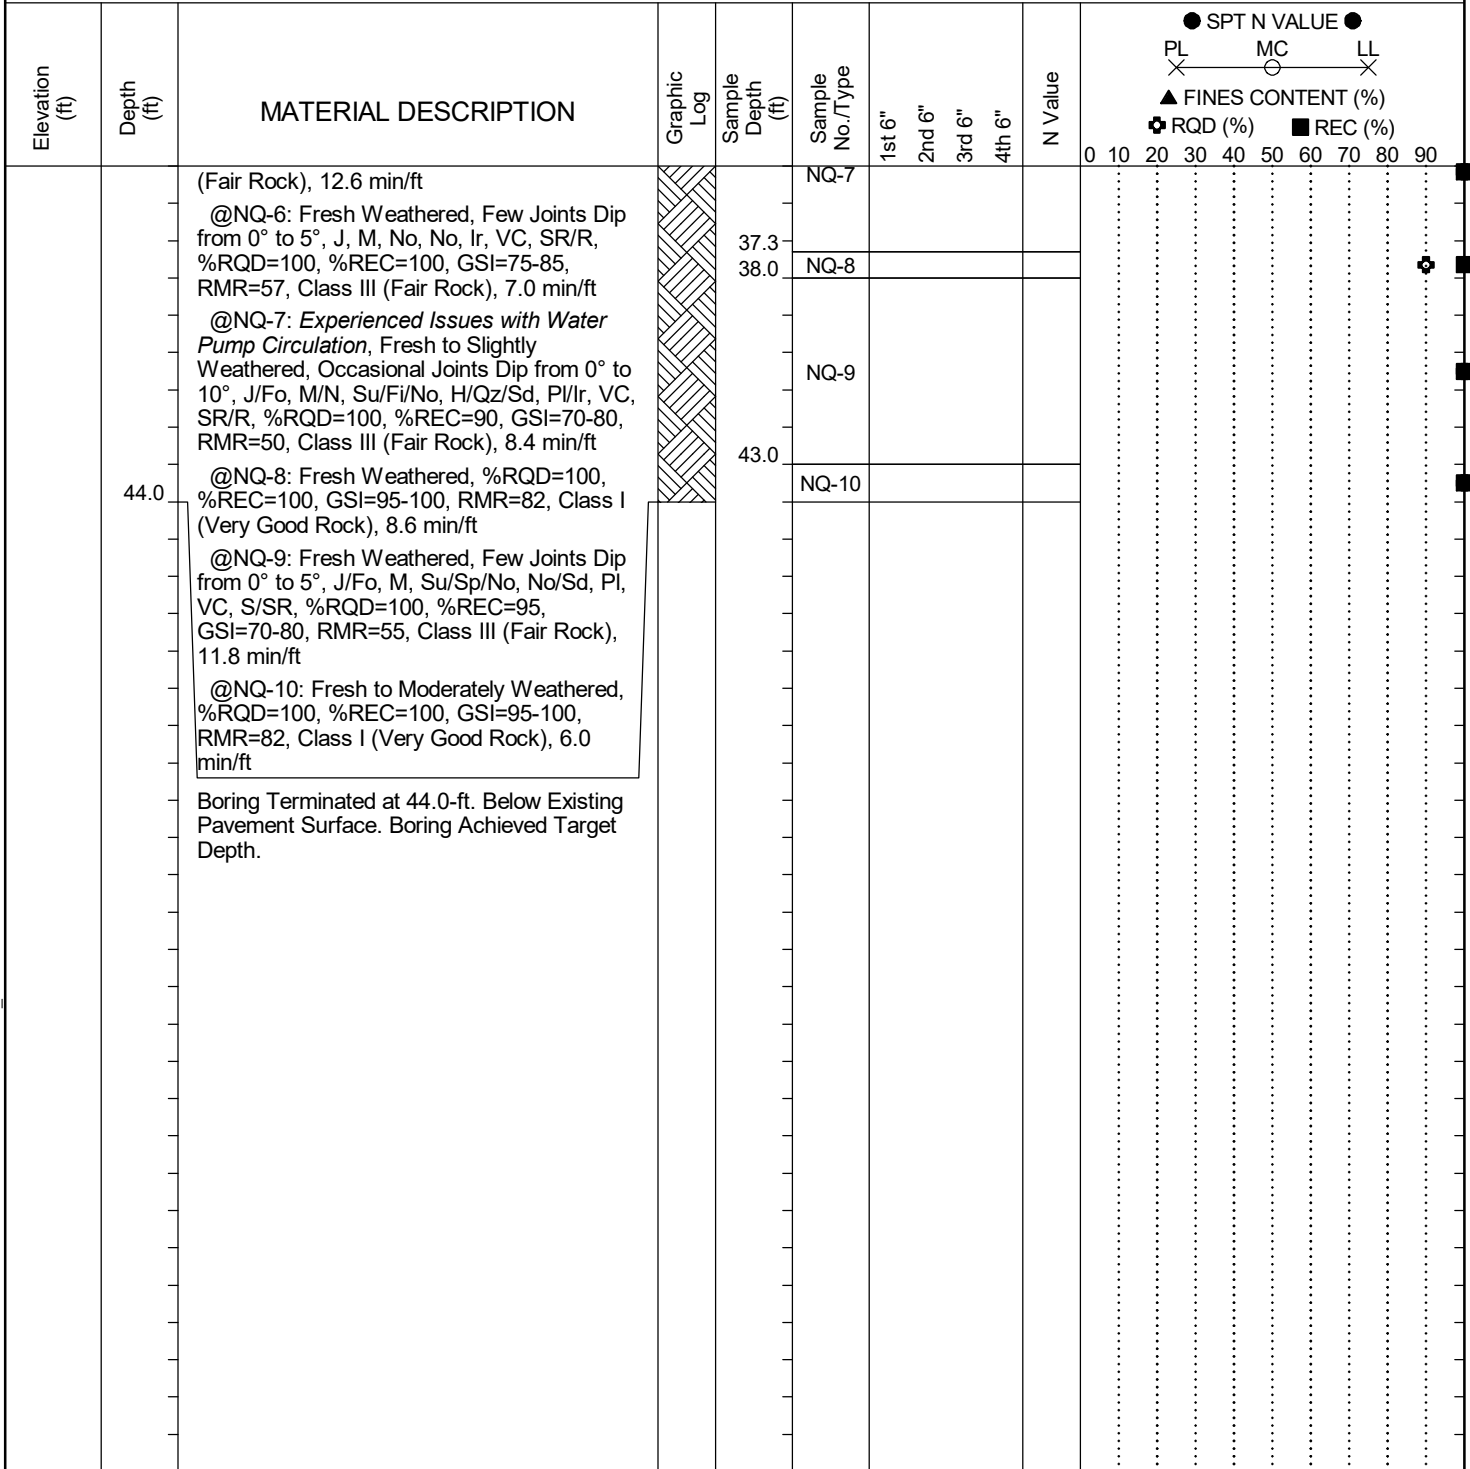 Elevation
(ft)
Depth
(ft)
MATERIAL DESCRIPTION
Graphic
Log
Sample
Depth
(ft)
Sample
No./Type
1st 6"
2nd 6"
3rd 6"
4th 6"
N Value
● SPT N VALUE ●
PL MC LL
▲ FINES CONTENT (%)
RQD (%) ■ REC (%)
0 10 20 30 40 50 60 70 80 90
(Fair Rock), 12.6 min/ft
@NQ-6: Fresh Weathered, Few Joints Dip
from 0° to 5°, J, M, No, No, Ir, VC, SR/R,
%RQD=100, %REC=100, GSI=75-85,
RMR=57, Class III (Fair Rock), 7.0 min/ft
@NQ-7: Experienced Issues with Water
Pump Circulation, Fresh to Slightly
Weathered, Occasional Joints Dip from 0° to
10°, J/Fo, M/N, Su/Fi/No, H/Qz/Sd, Pl/Ir, VC,
SR/R, %RQD=100, %REC=90, GSI=70-80,
RMR=50, Class III (Fair Rock), 8.4 min/ft
@NQ-8: Fresh Weathered, %RQD=100,
%REC=100, GSI=95-100, RMR=82, Class I
(Very Good Rock), 8.6 min/ft
@NQ-9: Fresh Weathered, Few Joints Dip
from 0° to 5°, J/Fo, M, Su/Sp/No, No/Sd, Pl,
VC, S/SR, %RQD=100, %REC=95,
GSI=70-80, RMR=55, Class III (Fair Rock),
11.8 min/ft
@NQ-10: Fresh to Moderately Weathered,
%RQD=100, %REC=100, GSI=95-100,
RMR=82, Class I (Very Good Rock), 6.0
min/ft
Boring Terminated at 44.0-ft. Below Existing
Pavement Surface. Boring Achieved Target
Depth.
44.0
37.3
38.0
43.0
NQ-7
NQ-8
NQ-9
NQ-10